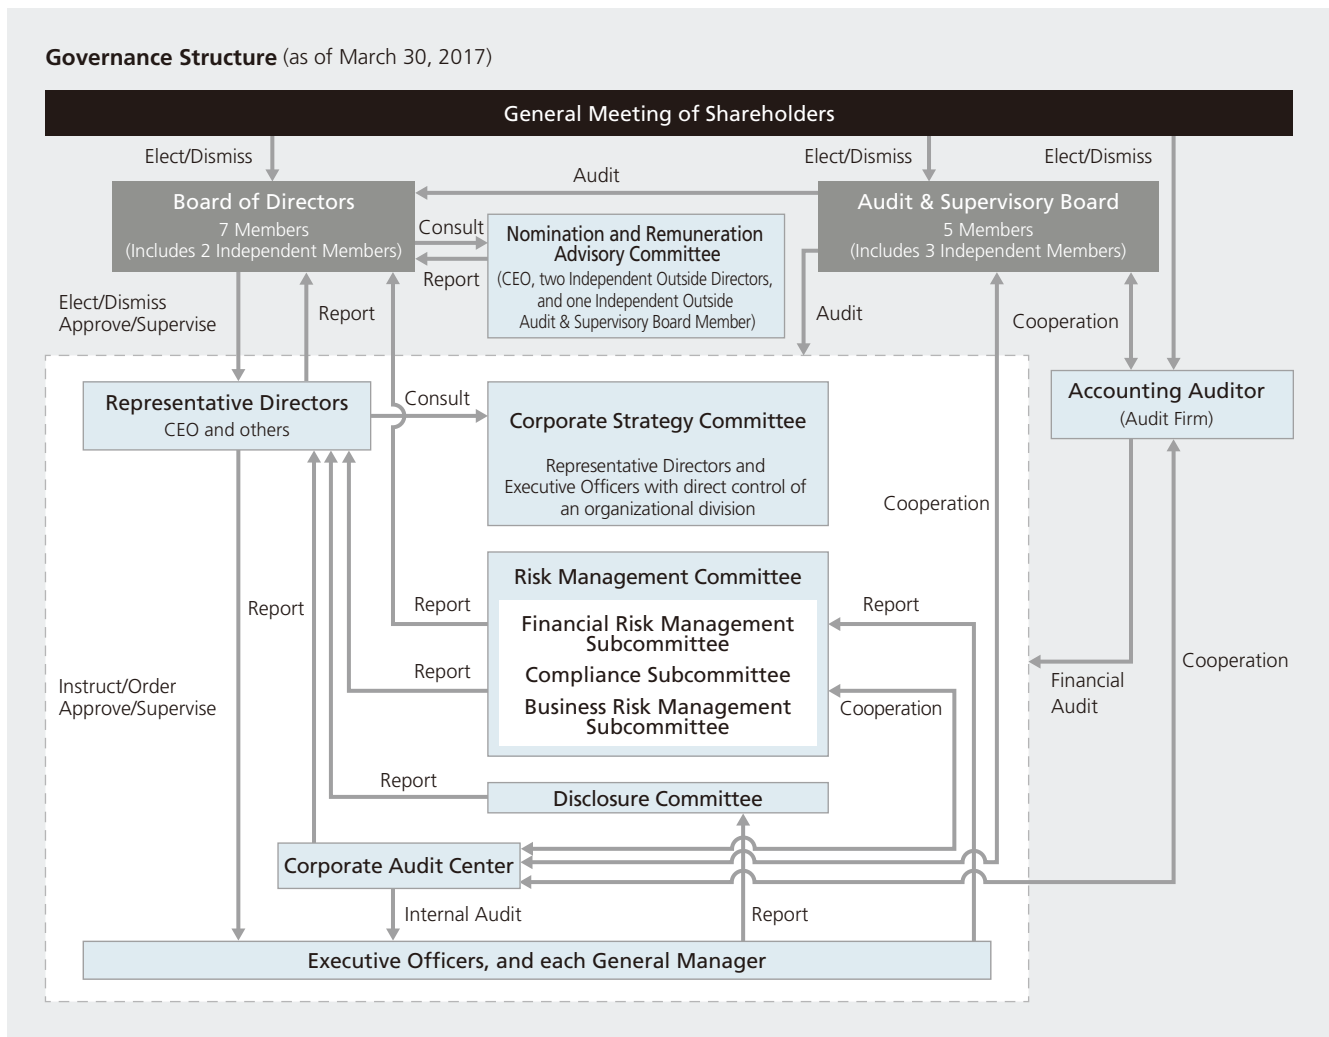 Governance Structure (as of March 30, 2017)
General Meeting of Shareholders
Elect/Dismiss
Elect/Dismiss
Elect/Dismiss
Audit
Board of Directors
7 Members
(Includes 2 Independent Members)
Audit & Supervisory Board
5 Members
(Includes 3 Independent Members)
Consult
Report
Nomination and Remuneration
Advisory Committee
(CEO, two Independent Outside Directors,
and one Independent Outside
Audit & Supervisory Board Member)
Elect/Dismiss
Approve/Supervise
Report
Audit
Cooperation
Representative Directors
CEO and others
Consult
Corporate Strategy Committee
Representative Directors and
Executive Officers with direct control of
an organizational division
Accounting Auditor
(Audit Firm)
Cooperation
Risk Management Committee
Financial Risk Management
Subcommittee
Compliance Subcommittee
Business Risk Management
Subcommittee
Report
Report
Report
Report
Cooperation
Instruct/Order
Approve/Supervise
Financial
Audit
Cooperation
Report
Disclosure Committee
Corporate Audit Center
Internal Audit
Report
Executive Officers, and each General Manager